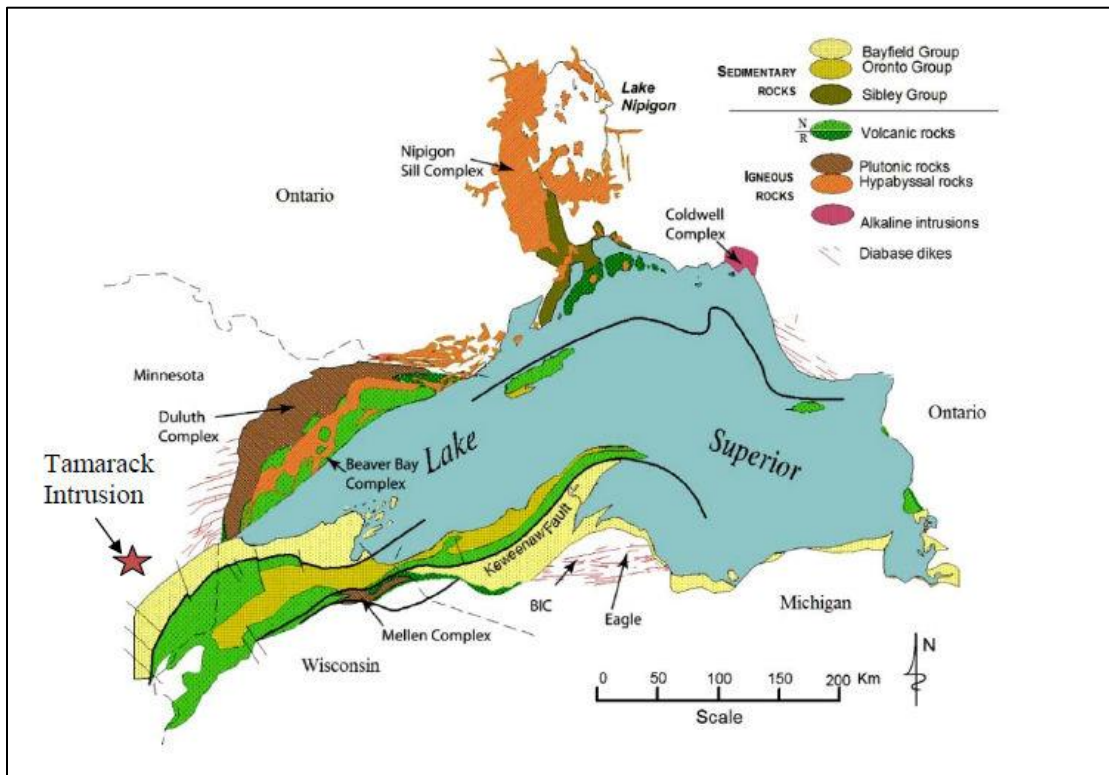 Bayfield Group
SEDIMENTARY
ROCKS
Oronto Group
Sibley Group
N
R
Volcanic rocks
IGNEOUS
ROCKS
Plutonic rocks
Hypabyssal rocks
Alkaline intrusions
Diabase dikes
Lake
Nipigon
Nipigon
Sill Complex
Ontario
Coldwell
Complex
Minnesota
Duluth
Complex
Ontario
Lake
Superior
Beaver Bay
Complex
Tamarack
Intrusion
Keweenaw Fault
BIC
Eagle
Michigan
Mellen Complex
Wisconsin
N
0 50 100 150 200 Km
Scale